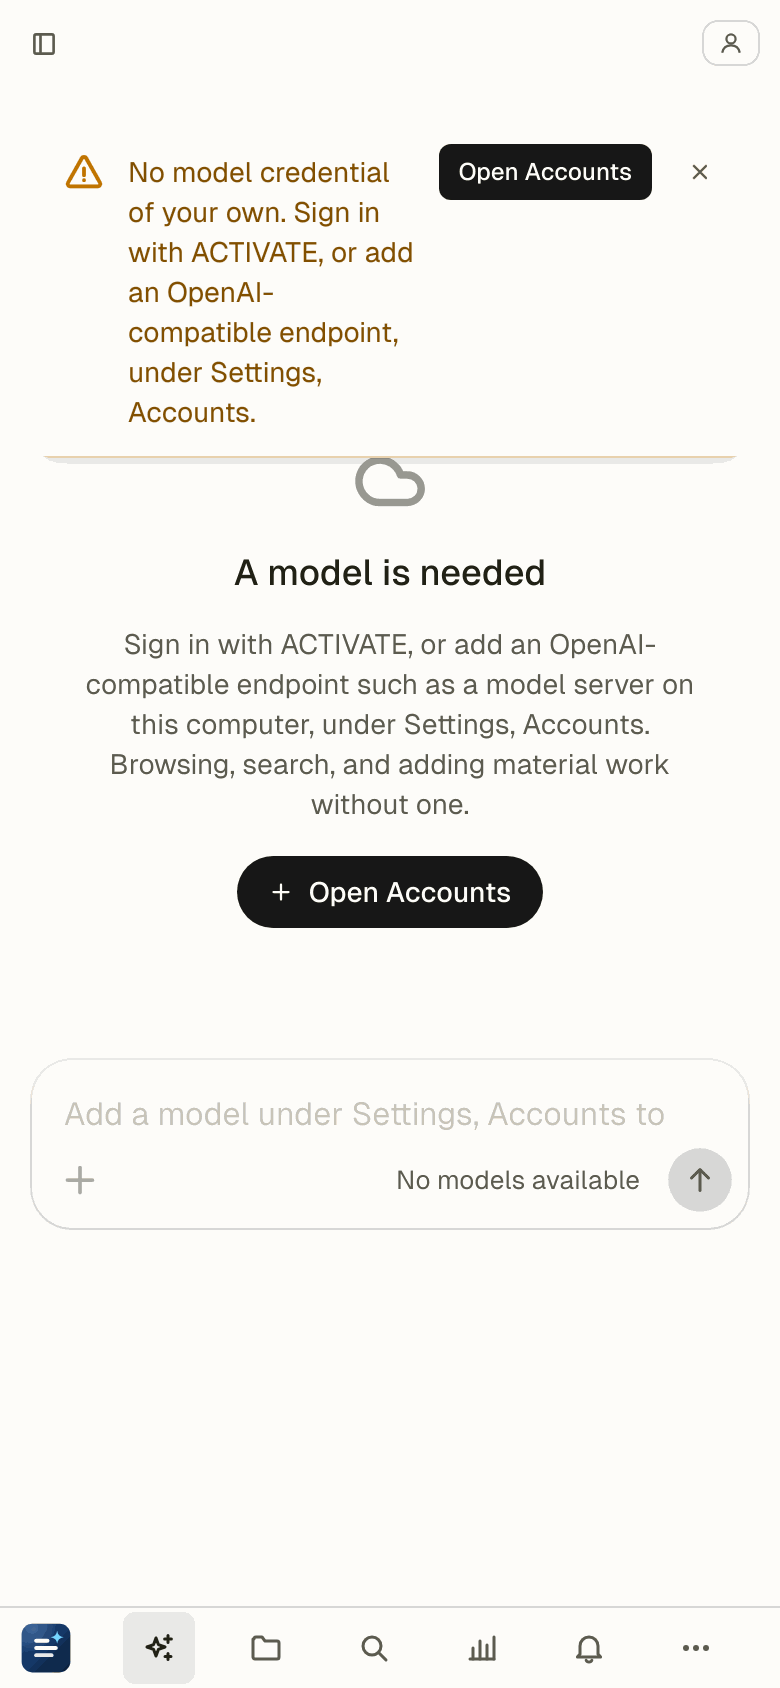 No model credential
of your own. Sign in
with ACTIVATE, or add
an OpenAI-
compatible endpoint,
under Settings,
Accounts.
Open Accounts
A model is needed
Sign in with ACTIVATE, or add an OpenAI-
compatible endpoint such as a model server on
this computer, under Settings, Accounts.
Browsing, search, and adding material work
without one.
Open Accounts
Add a model under Settings, Accounts to
No models available